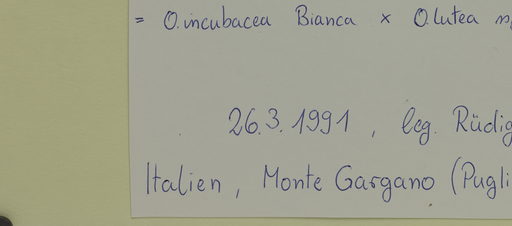 = O. incubacea Bianca × O. lutea
26.3.1991, leg. Rüdig
Italien, Monte Gargano (Pugli